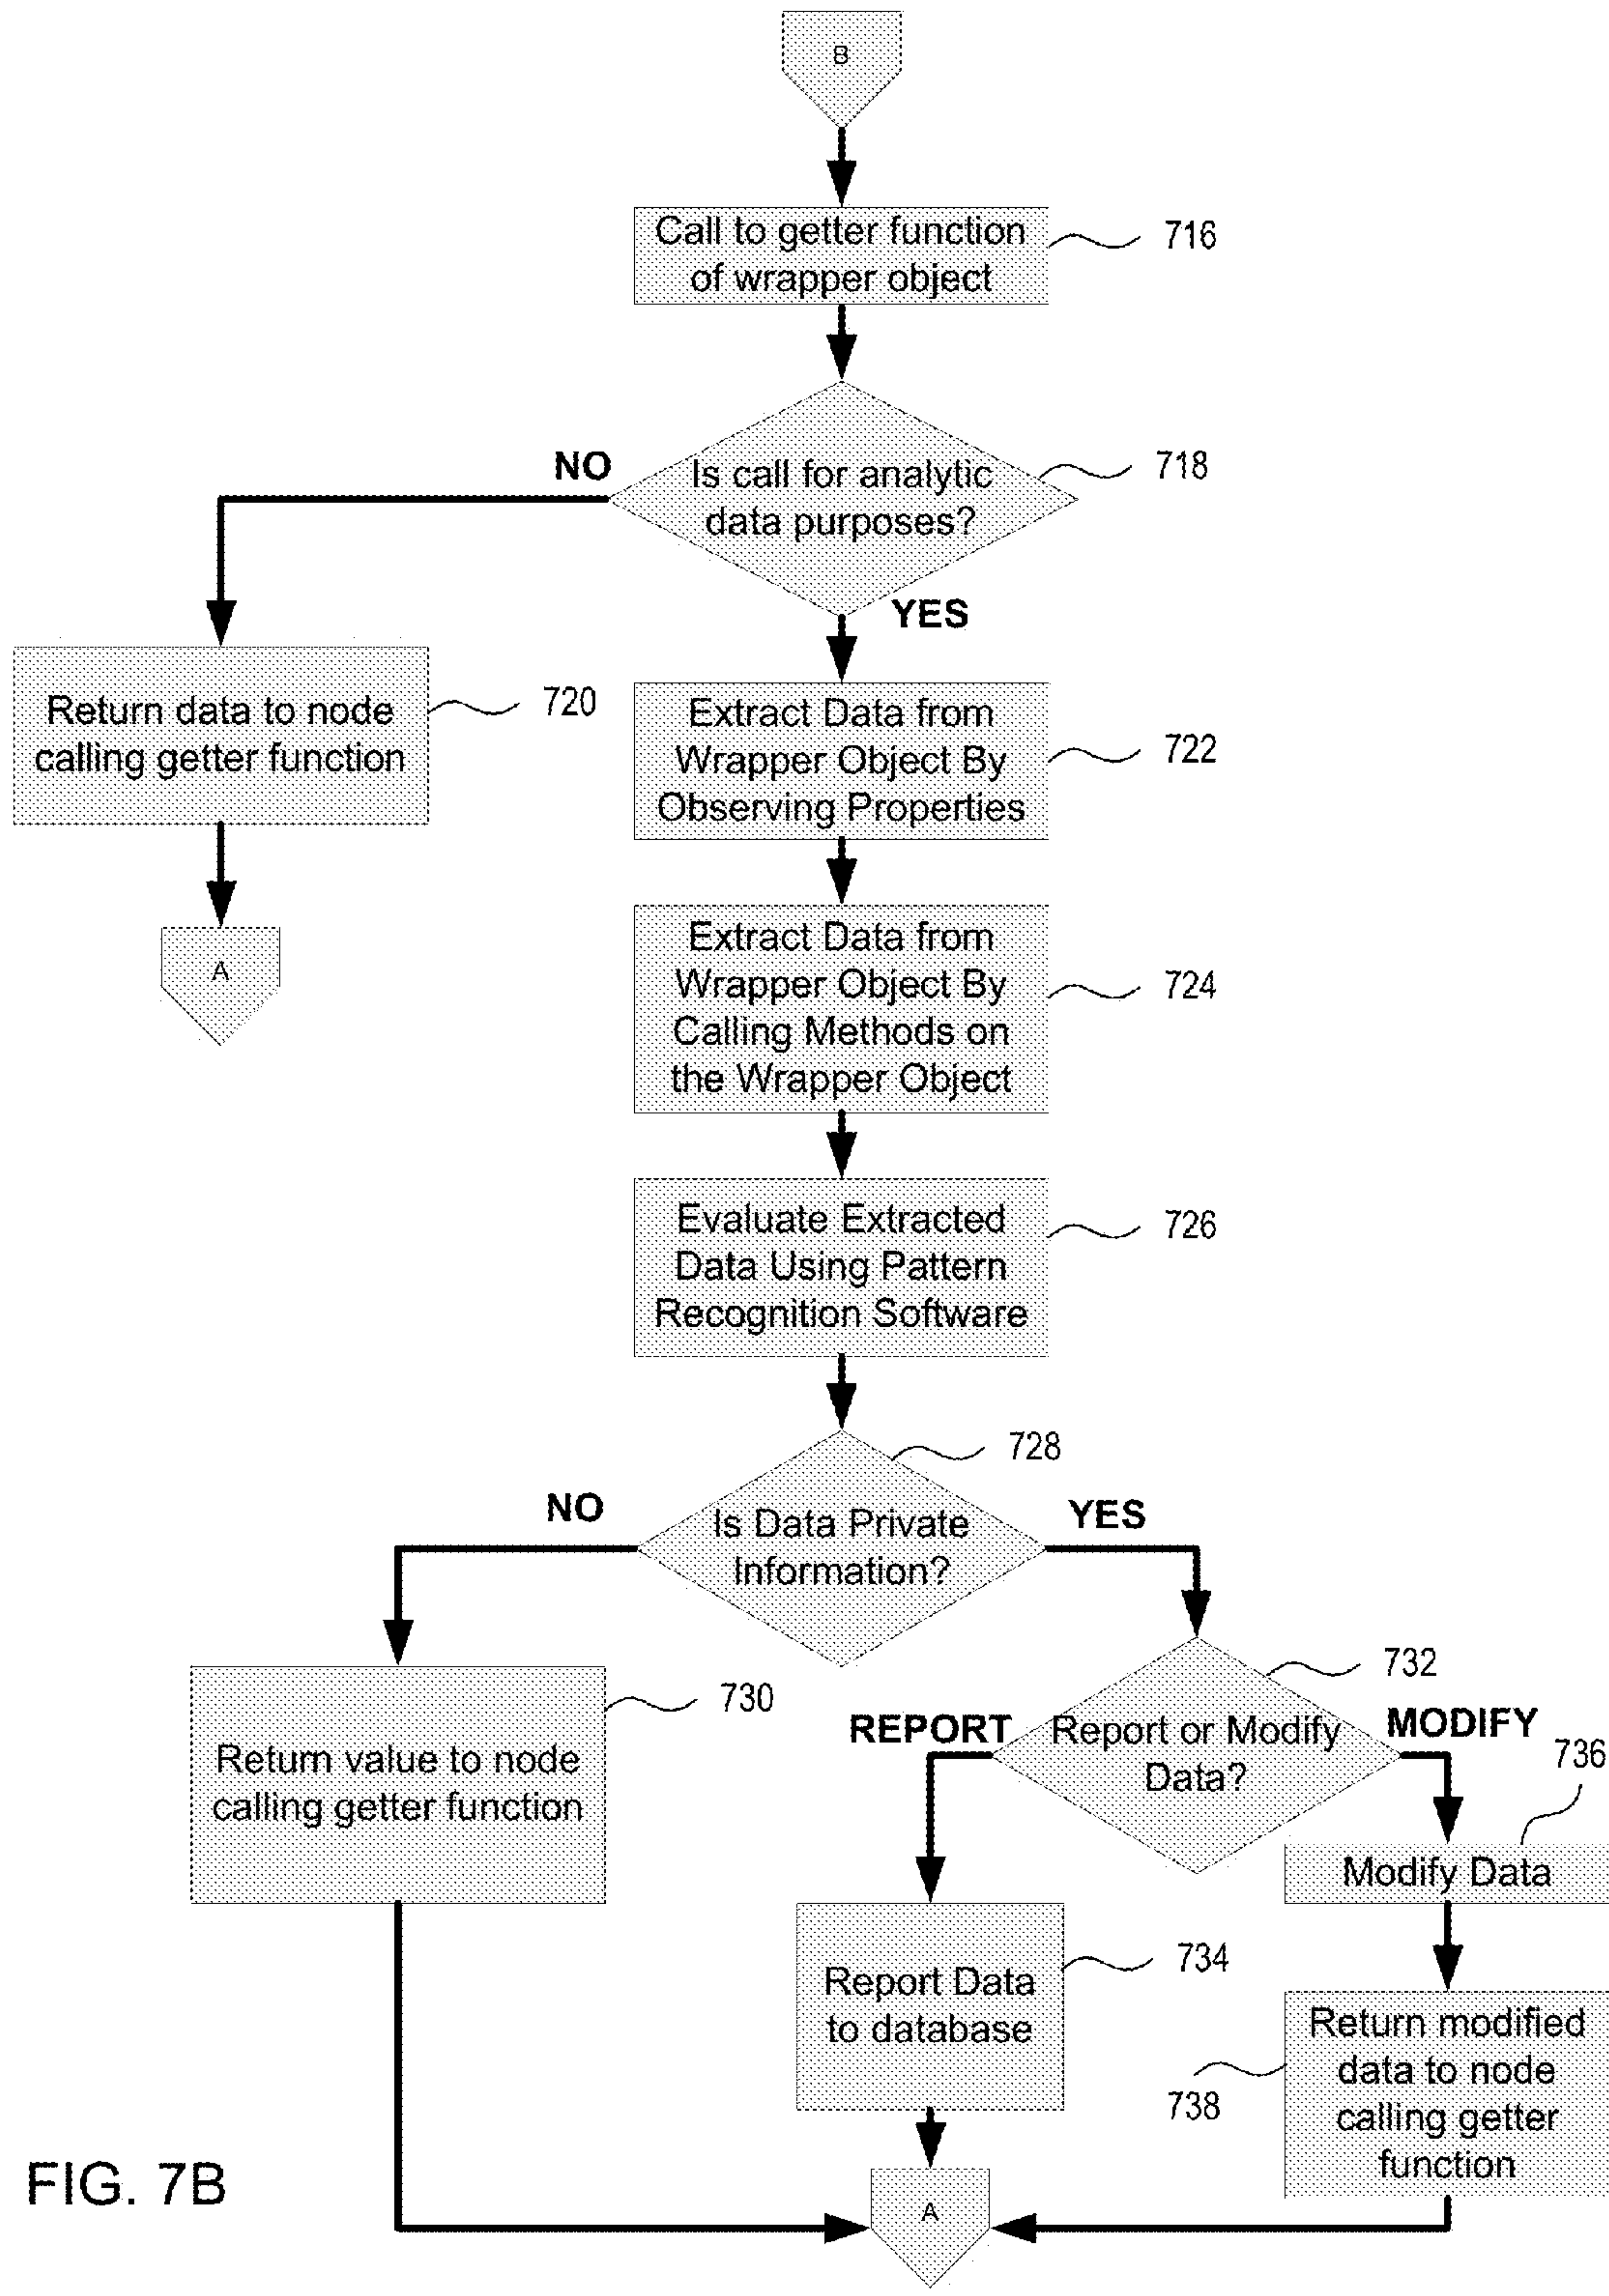 B
Call to getter function
of wrapper object
716
Is call for analytic
data purposes?
718
NO
YES
Return data to node
calling getter function
720
A
Extract Data from
Wrapper Object By
Observing Properties
722
Extract Data from
Wrapper Object By
Calling Methods on
the Wrapper Object
724
Evaluate Extracted
Data Using Pattern
Recognition Software
726
Is Data Private
Information?
728
NO
YES
Return value to node
calling getter function
730
Report or Modify
Data?
732
REPORT
MODIFY
736
Modify Data
Report Data
to database
734
Return modified
data to node
calling getter
function
738
A
FIG. 7B